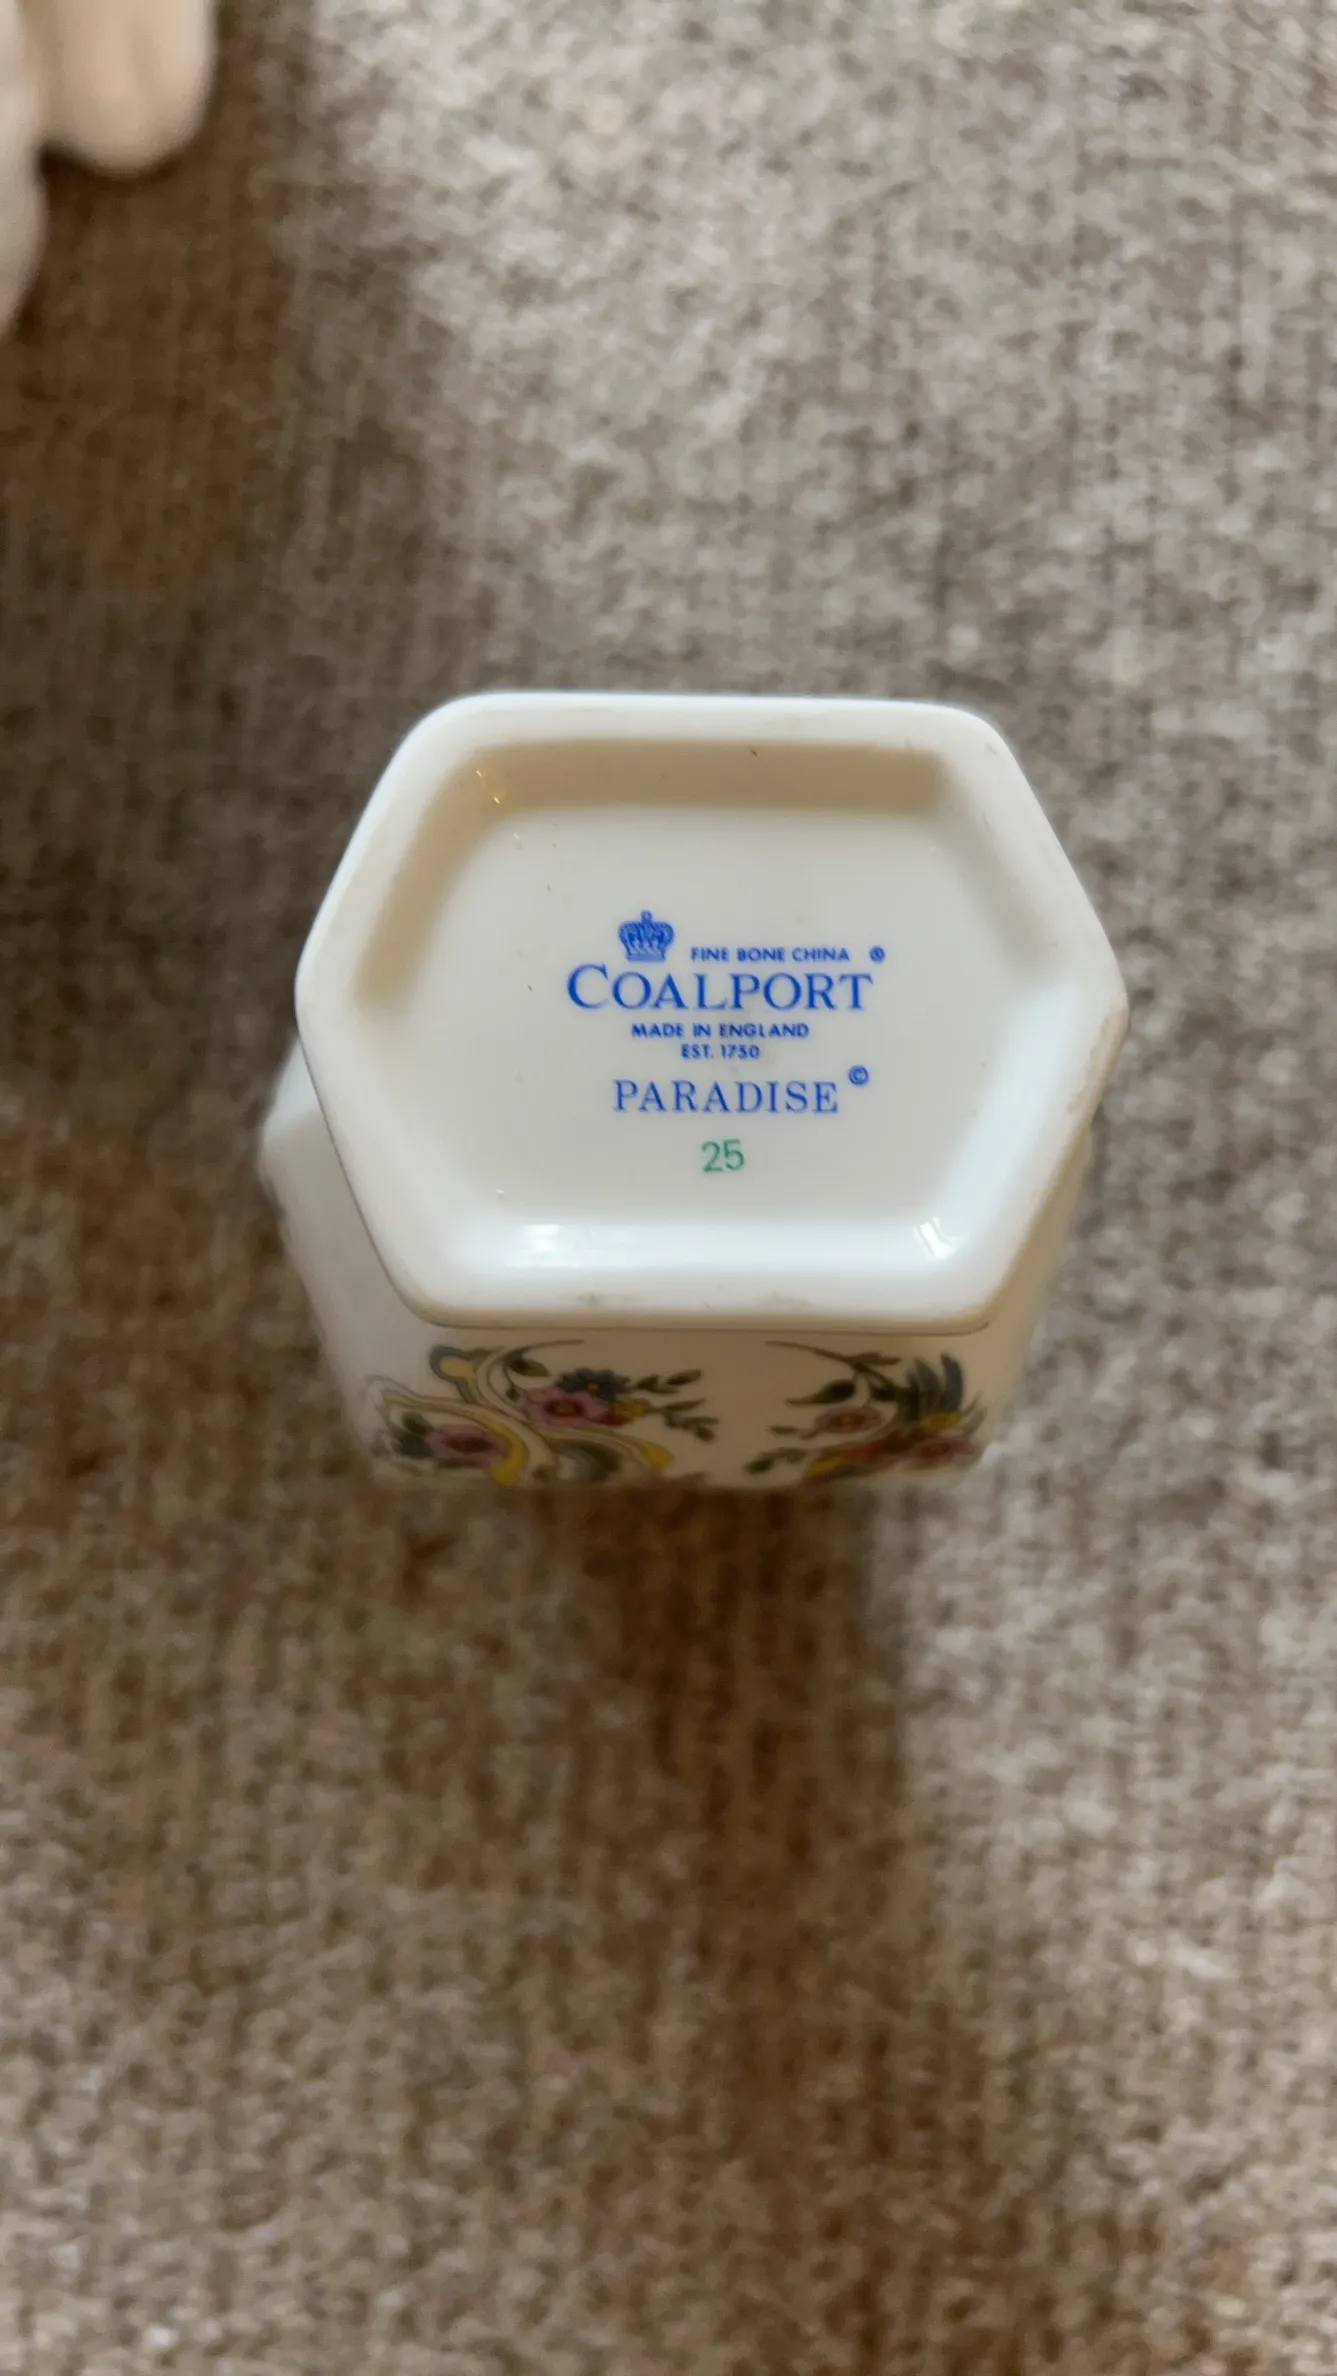 FINE BONE CHINA ®
COALPORT
MADE IN ENGLAND
EST. 1750
PARADISE ©
25